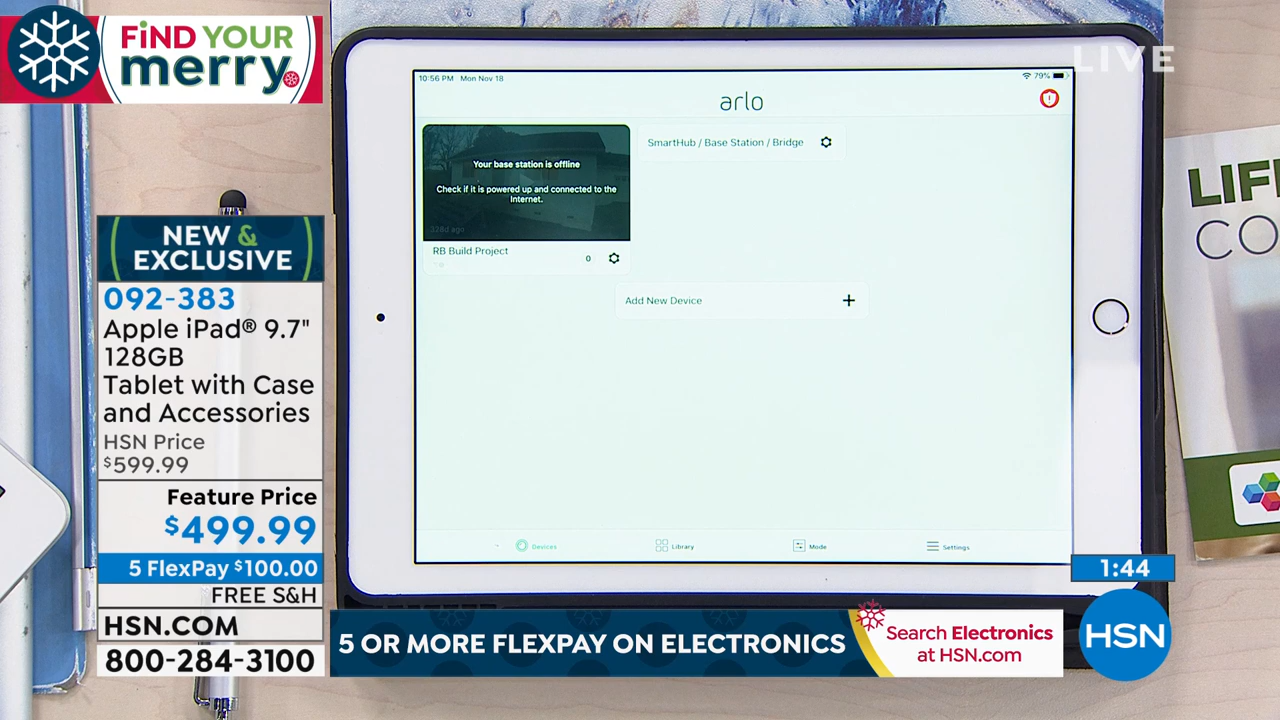 FiND YOUR
merry.
LIVE
10:56 PM Mon Nov 18
79%
arlo
Your base station is offline
Check if it is powered up and connected to the
Internet.
328d ago
RB Build Project
0
SmartHub / Base Station / Bridge
Add New Device
+
Devices
Library
Mode
Settings
LIF
CO
NEW &
EXCLUSIVE
092-383
Apple iPad® 9.7"
128GB
Tablet with Case
and Accessories
HSN Price
$599.99
Feature Price
$499.99
5 FlexPay $100.00
FREE S&H
HSN.COM
800-284-3100
1:44
5 OR MORE FLEXPAY ON ELECTRONICS
Search Electronics
at HSN.com
HSN